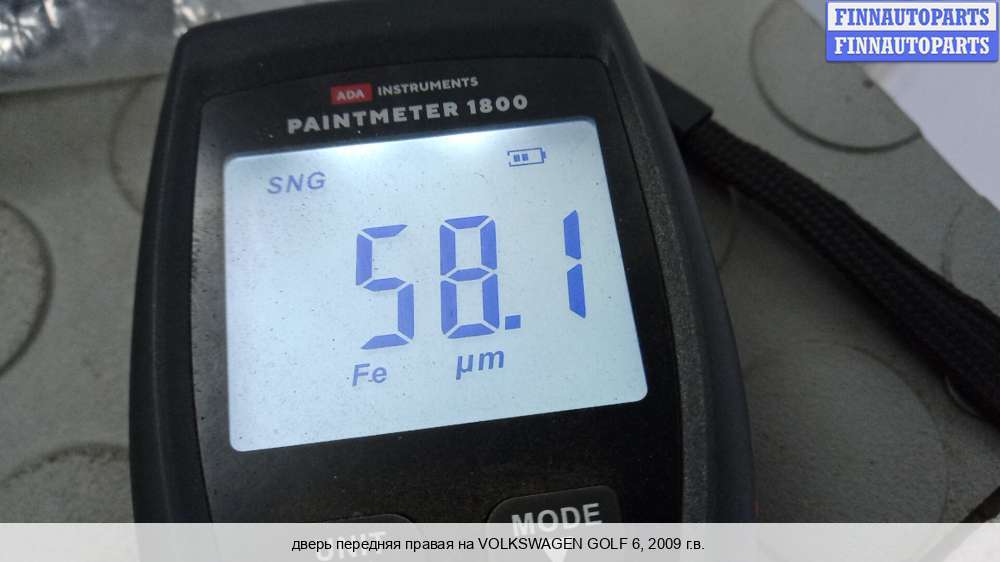 FINNAUTOPARTS
FINNAUTOPARTS
ADA INSTRUMENTS
PAINTMETER 1800
SNG
58.1
Fe µm
UNIT MODE
дверь передняя правая на VOLKSWAGEN GOLF 6, 2009 г.в.